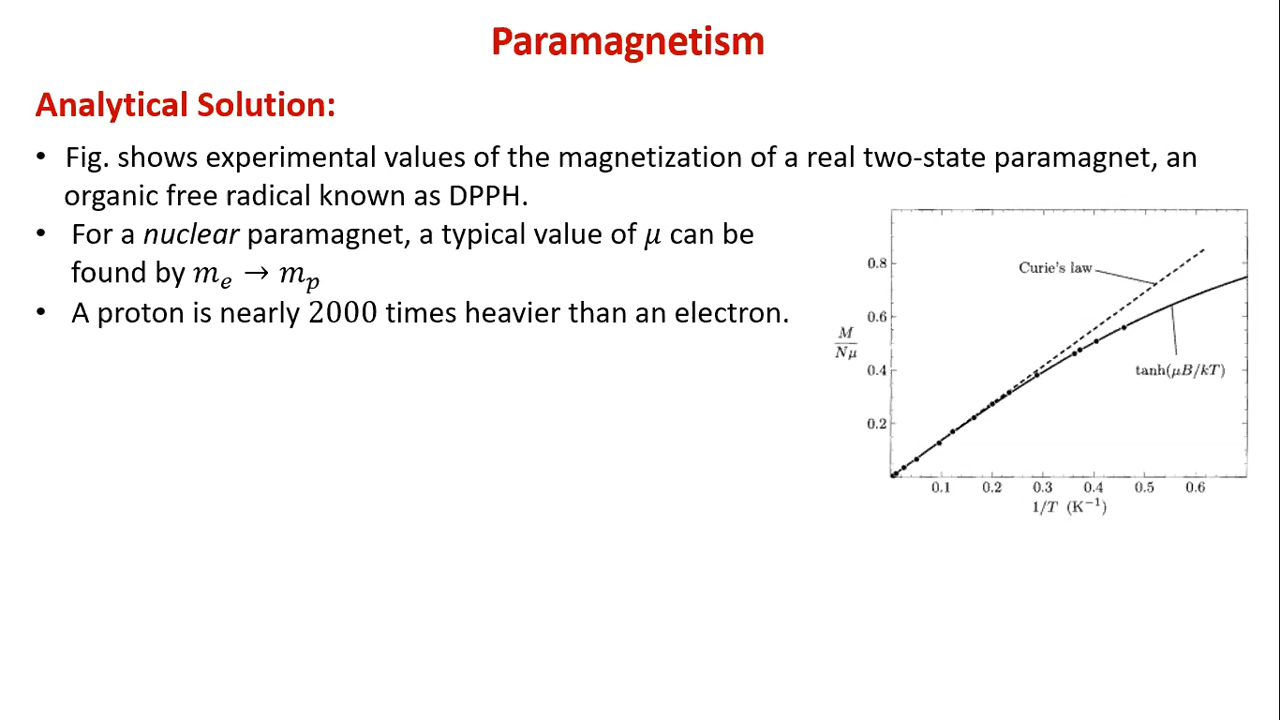 Paramagnetism
Analytical Solution:
• Fig. shows experimental values of the magnetization of a real two-state paramagnet, an
organic free radical known as DPPH.
• For a nuclear paramagnet, a typical value of μ can be
found by mₑ → mₚ
• A proton is nearly 2000 times heavier than an electron.
0.8
0.6
0.4
0.2
M
Nμ
Curie's law
tanh(μB/kT)
0.1 0.2 0.3 0.4 0.5 0.6
1/T (K⁻¹)